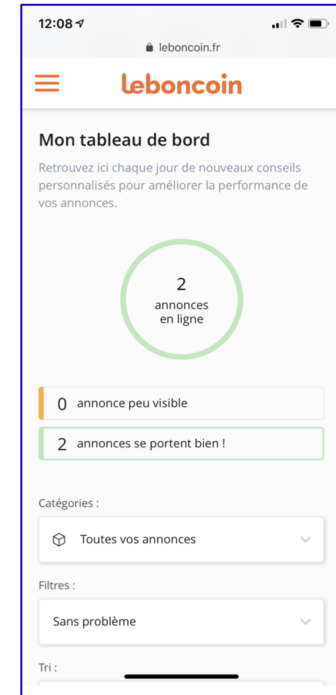 12:08
leboncoin.fr
leboncoin
Mon tableau de bord
Retrouvez ici chaque jour de nouveaux conseils
personnalisés pour améliorer la performance de
vos annonces.
2
annonces
en ligne
0 annonce peu visible
2 annonces se portent bien !
Catégories :
Toutes vos annonces
Filtres :
Sans problème
Tri :